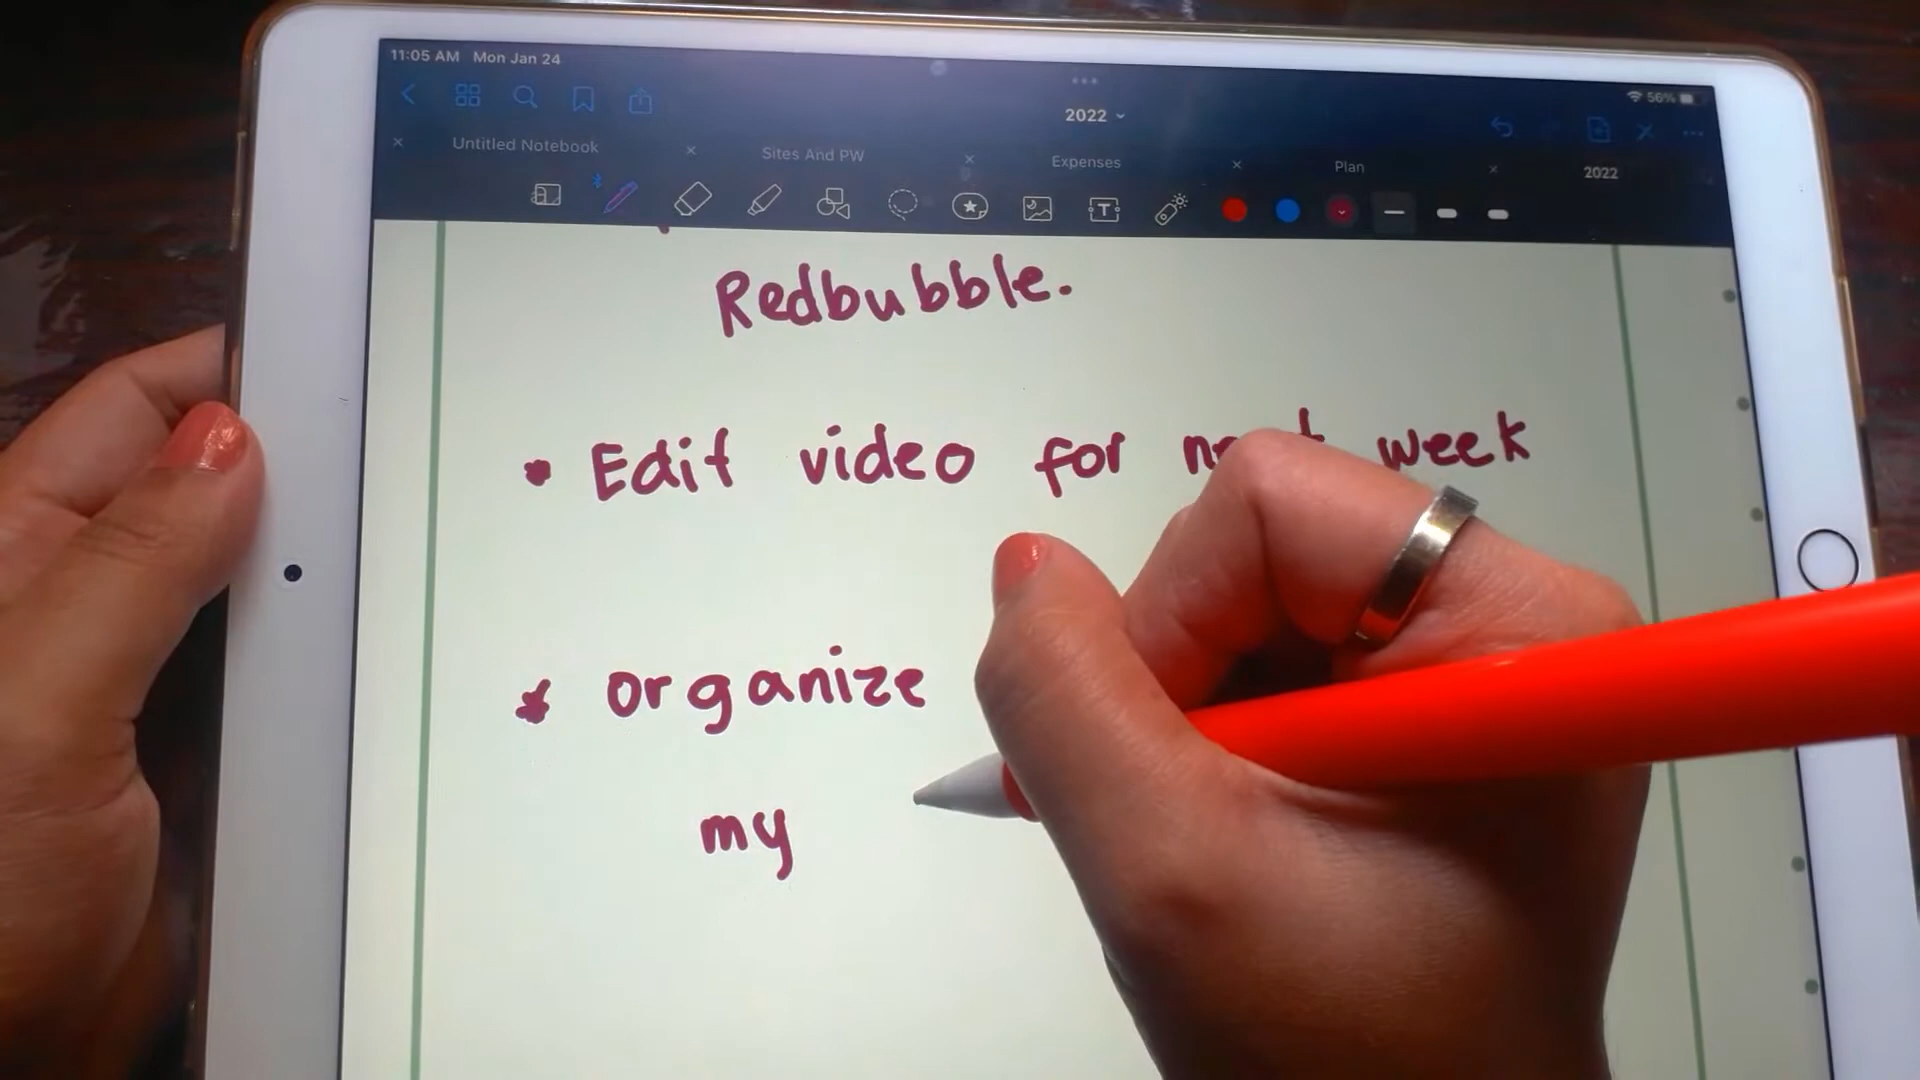 11:05 AM Mon Jan 24
56%
2022
Untitled Notebook
Sites And PW
Expenses
Plan
2022
Redbubble.
• Edit video for week
* organize
my